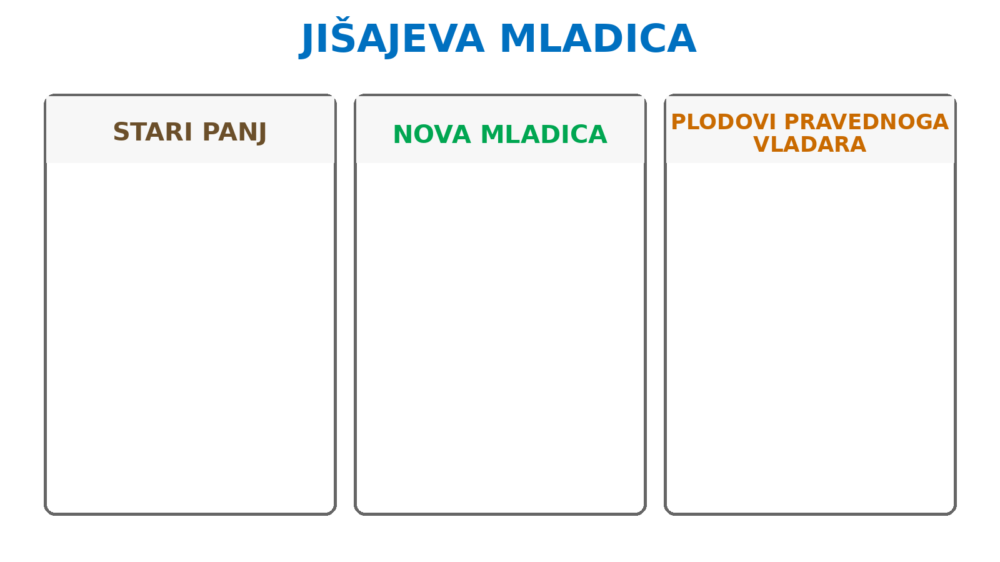 JIŠAJEVA MLADICA
STARI PANJ
NOVA MLADICA
PLODOVI PRAVEDNOGA
VLADARA